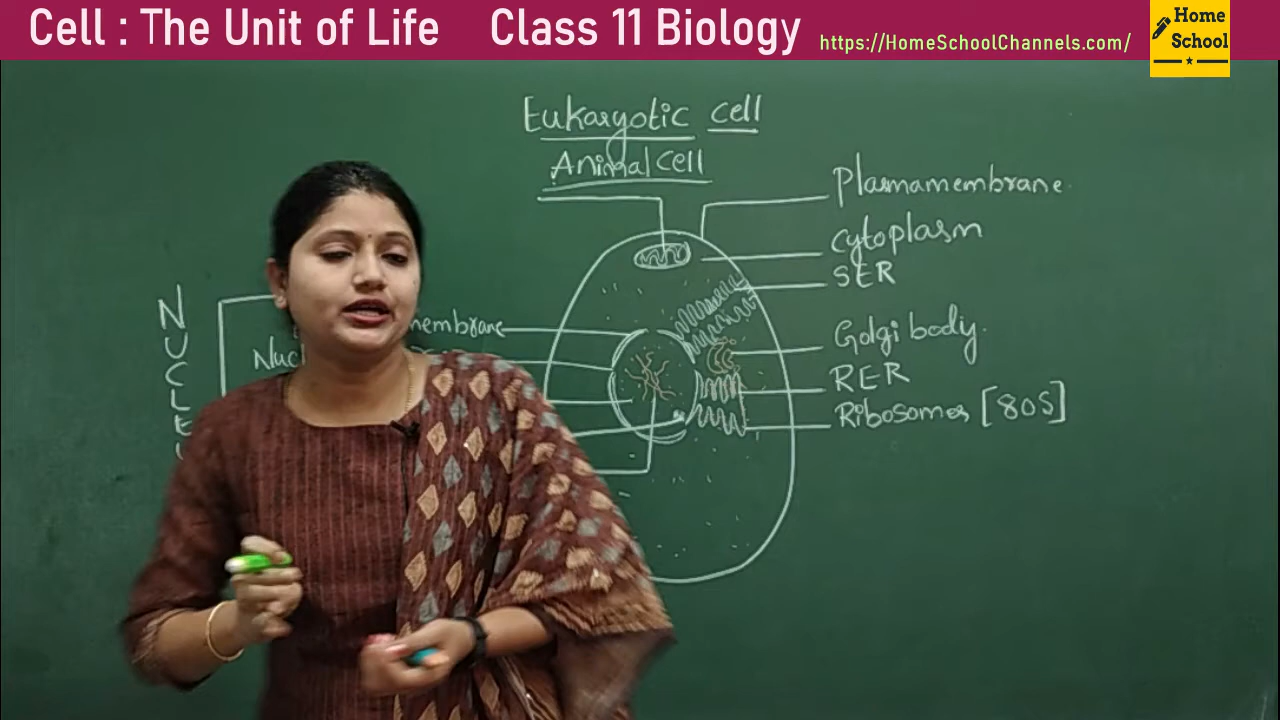 Cell : The Unit of Life Class 11 Biology https://HomeSchoolChannels.com/
Home
School
Eukaryotic cell
Animal cell
Plasmamembrane
cytoplasm
SER
membrane
Golgi body
RER
Ribosomes [80S]
N
U
C
L
E